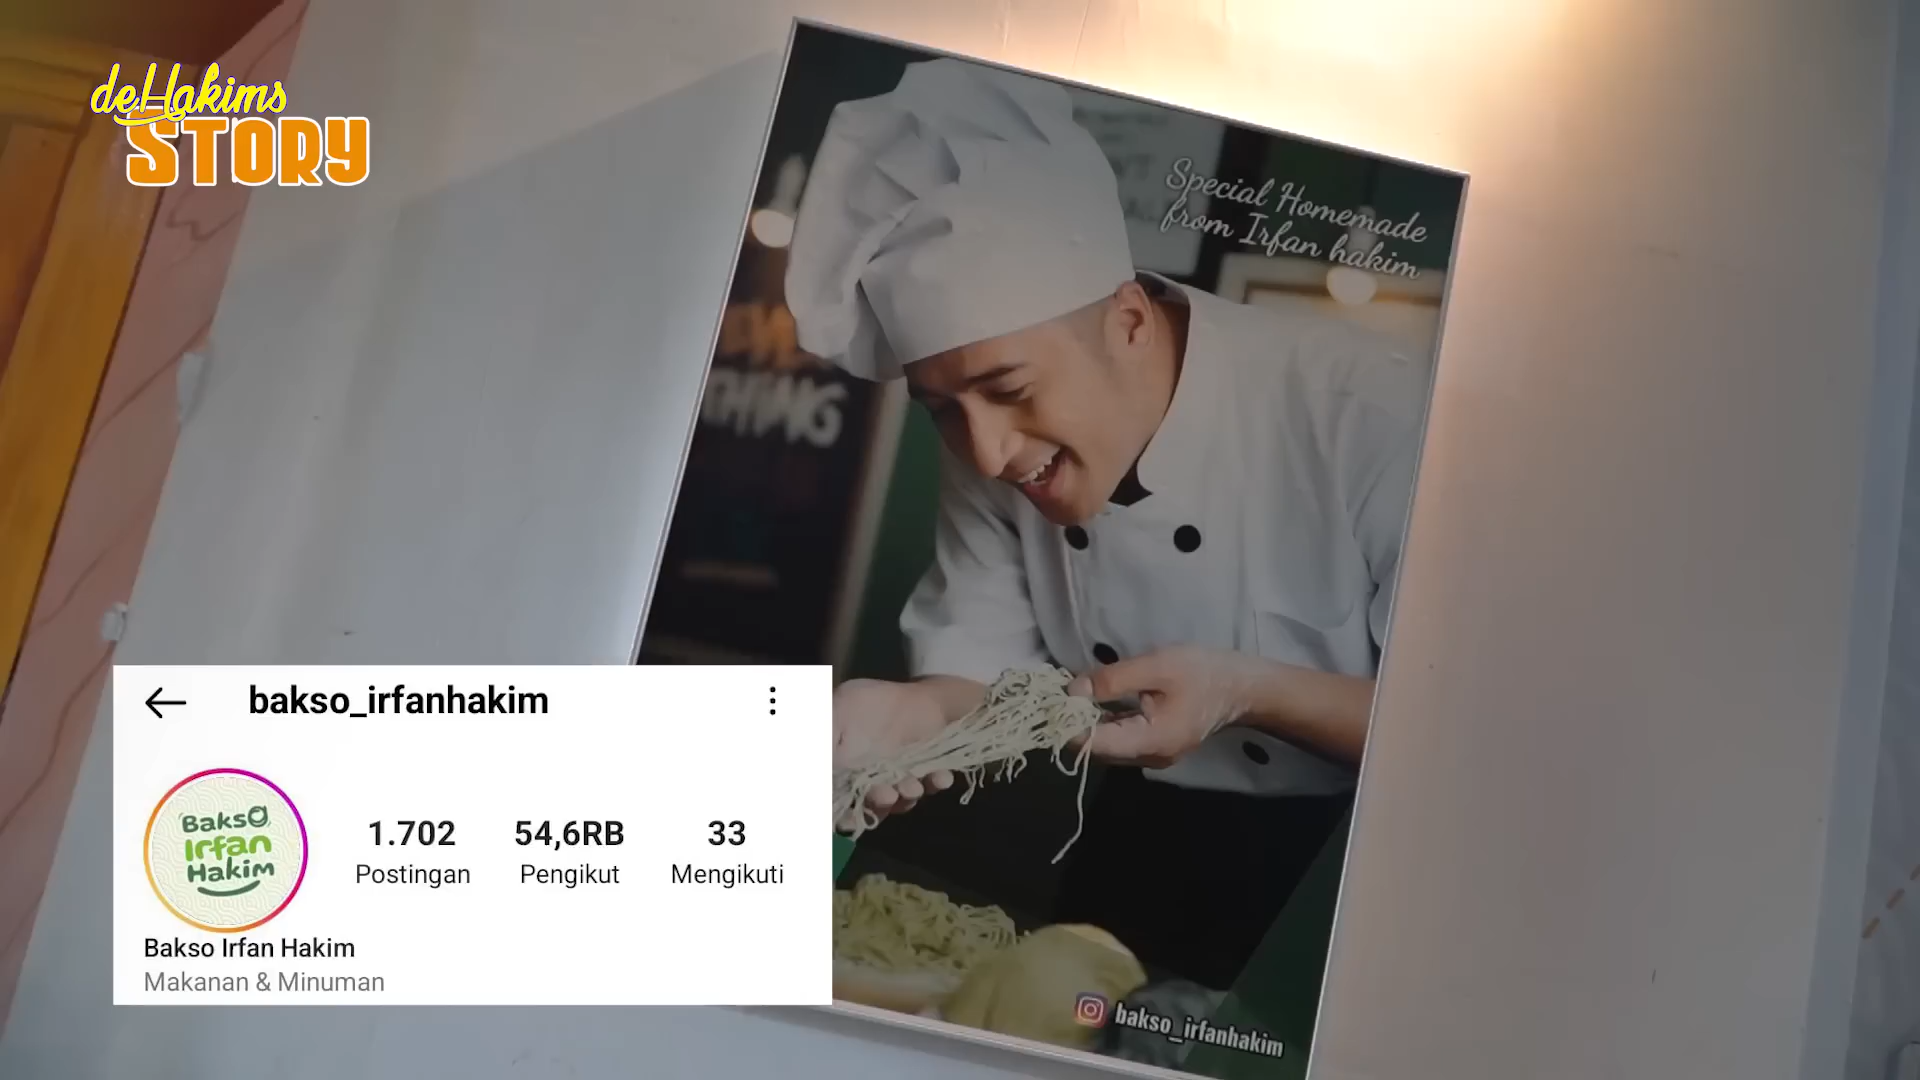 deHakims
STORY
Special Homemade
from Irfan hakim
THING
bakso_irfanhakim
Bakso
Irfan
Hakim
1.702
54,6RB
33
Postingan
Pengikut
Mengikuti
Bakso Irfan Hakim
Makanan & Minuman
bakso_irfanhakim